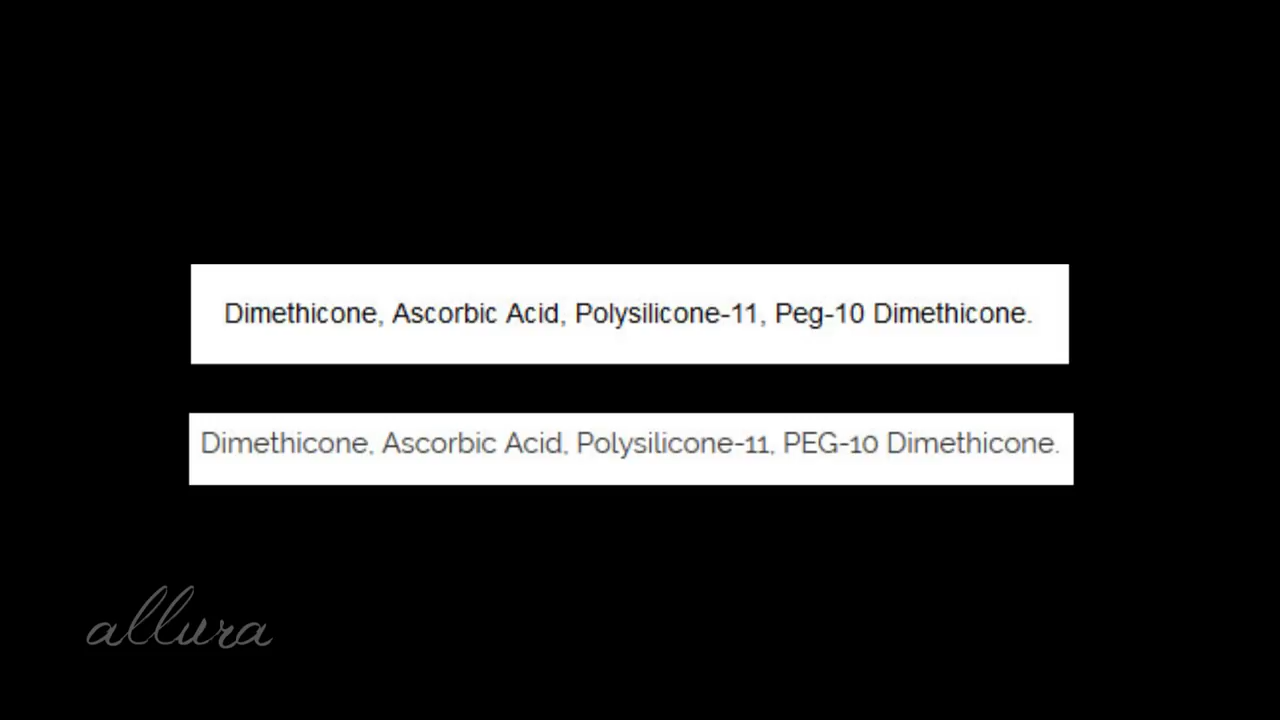 Dimethicone, Ascorbic Acid, Polysilicone-11, Peg-10 Dimethicone.
Dimethicone, Ascorbic Acid, Polysilicone-11, PEG-10 Dimethicone.
allura